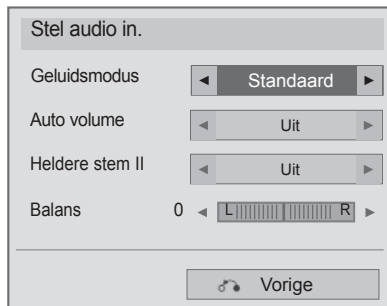 Stel audio in.
Geluidsmodus ◄ Standaard ►
Auto volume ◄ Uit ►
Heldere stem II ◄ Uit ►
Balans 0 ◄ L R ►
Vorige